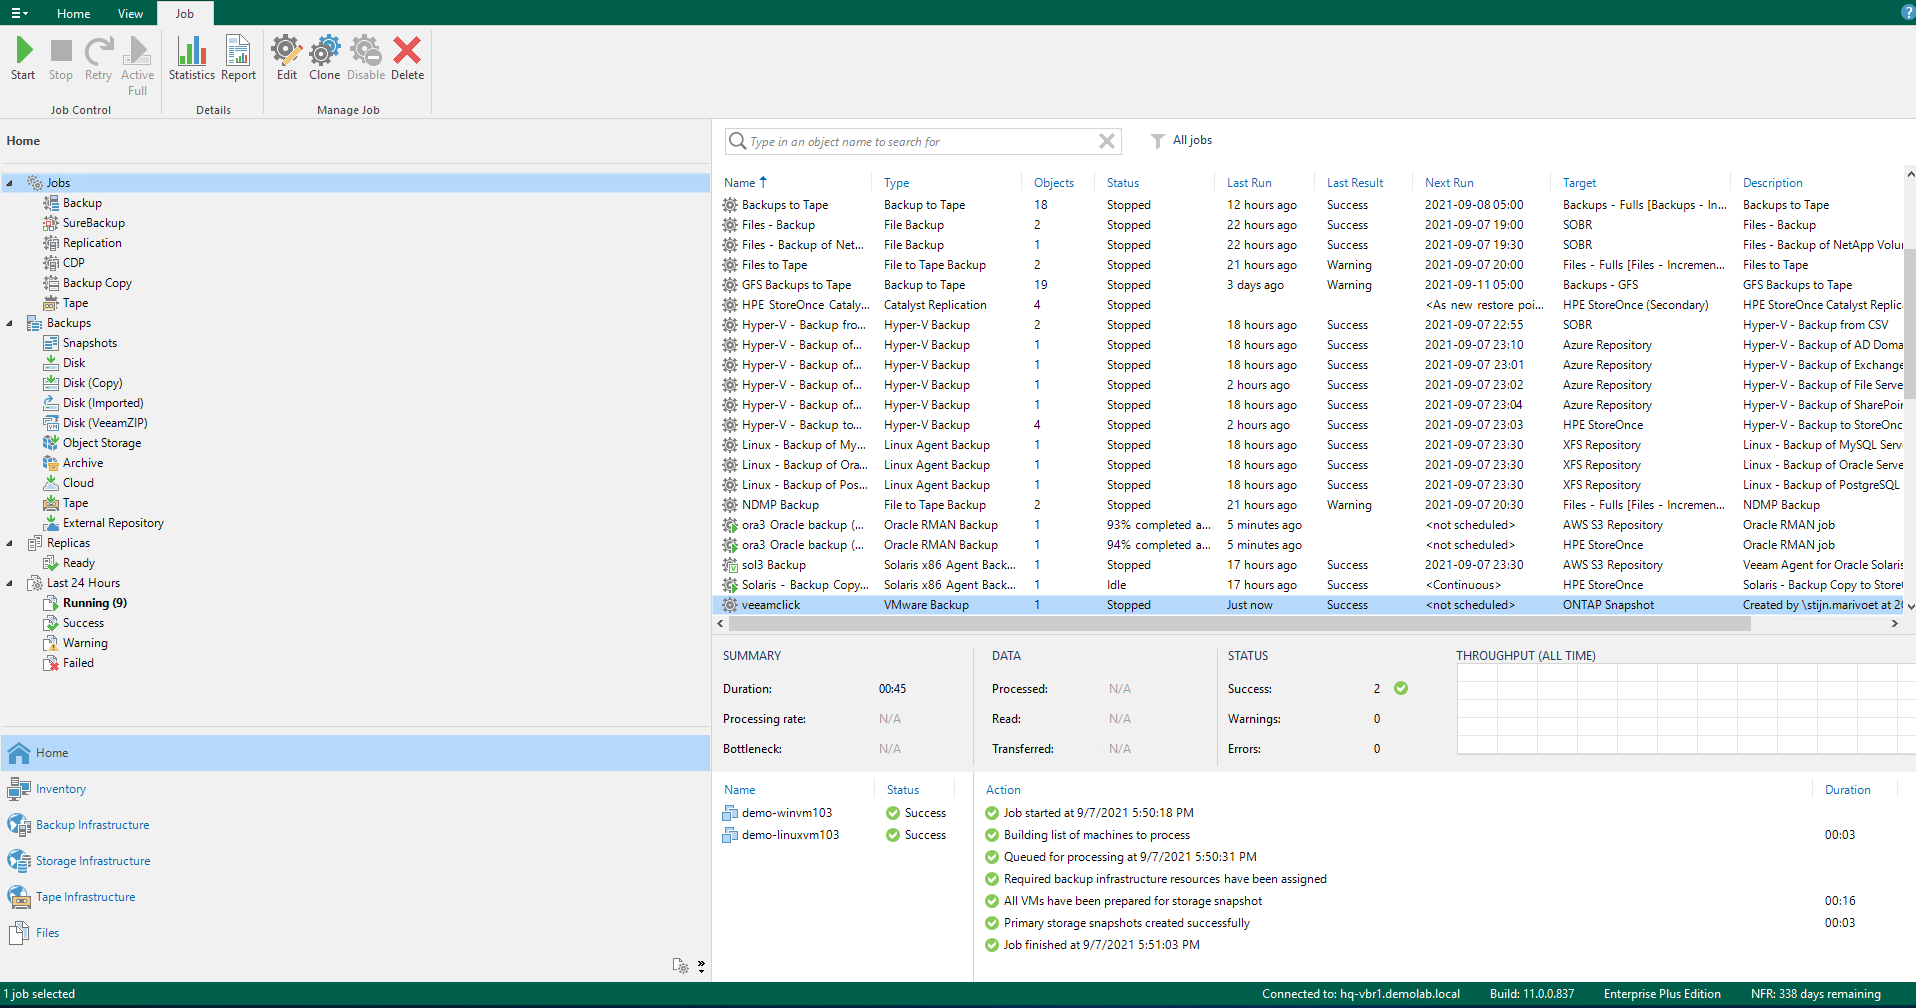 Home View Job
Start Stop Retry Active Full Statistics Report Edit Clone Disable Delete
Job Control Details Manage Job
Home
Jobs
Backup
SureBackup
Replication
CDP
Backup Copy
Tape
Backups
Snapshots
Disk
Disk (Copy)
Disk (Imported)
Disk (VeeamZIP)
Object Storage
Archive
Cloud
Tape
External Repository
Replicas
Ready
Last 24 Hours
Running (9)
Success
Warning
Failed
Home
Inventory
Backup Infrastructure
Storage Infrastructure
Tape Infrastructure
Files
Type in an object name to search for All jobs
Name Type Objects Status Last Run Last Result Next Run Target Description
Backups to Tape Backup to Tape 18 Stopped 12 hours ago Success 2021-09-08 05:00 Backups - Fulls [Backups - In... Backups to Tape
Files - Backup File Backup 2 Stopped 22 hours ago Success 2021-09-07 19:00 SOBR Files - Backup
Files - Backup of Net... File Backup 1 Stopped 22 hours ago Success 2021-09-07 19:30 SOBR Files - Backup of NetApp Volu
Files to Tape File to Tape Backup 2 Stopped 21 hours ago Warning 2021-09-07 20:00 Files - Fulls [Files - Incremen... Files to Tape
GFS Backups to Tape Backup to Tape 19 Stopped 3 days ago Warning 2021-09-11 05:00 Backups - GFS GFS Backups to Tape
HPE StoreOnce Cataly... Catalyst Replication 4 Stopped <As new restore poi... HPE StoreOnce (Secondary) HPE StoreOnce Catalyst Replic
Hyper-V - Backup fro... Hyper-V Backup 2 Stopped 18 hours ago Success 2021-09-07 22:55 SOBR Hyper-V - Backup from CSV
Hyper-V - Backup of... Hyper-V Backup 1 Stopped 18 hours ago Success 2021-09-07 23:10 Azure Repository Hyper-V - Backup of AD Doma
Hyper-V - Backup of... Hyper-V Backup 1 Stopped 18 hours ago Success 2021-09-07 23:01 Azure Repository Hyper-V - Backup of Exchange
Hyper-V - Backup of... Hyper-V Backup 1 Stopped 2 hours ago Success 2021-09-07 23:02 Azure Repository Hyper-V - Backup of File Serve
Hyper-V - Backup of... Hyper-V Backup 1 Stopped 18 hours ago Success 2021-09-07 23:04 Azure Repository Hyper-V - Backup of SharePoin
Hyper-V - Backup to... Hyper-V Backup 4 Stopped 2 hours ago Success 2021-09-07 23:03 HPE StoreOnce Hyper-V - Backup to StoreOnc
Linux - Backup of My... Linux Agent Backup 1 Stopped 18 hours ago Success 2021-09-07 23:30 XFS Repository Linux - Backup of MySQL Serv
Linux - Backup of Ora... Linux Agent Backup 1 Stopped 18 hours ago Success 2021-09-07 23:30 XFS Repository Linux - Backup of Oracle Serve
Linux - Backup of Pos... Linux Agent Backup 1 Stopped 18 hours ago Success 2021-09-07 23:30 XFS Repository Linux - Backup of PostgreSQL
NDMP Backup File to Tape Backup 2 Stopped 21 hours ago Warning 2021-09-07 20:30 Files - Fulls [Files - Incremen... NDMP Backup
ora3 Oracle backup (... Oracle RMAN Backup 1 93% completed a... 5 minutes ago <not scheduled> AWS S3 Repository Oracle RMAN job
ora3 Oracle backup (... Oracle RMAN Backup 1 94% completed a... 5 minutes ago <not scheduled> HPE StoreOnce Oracle RMAN job
sol3 Backup Solaris x86 Agent Back... 1 Stopped 17 hours ago Success 2021-09-07 23:30 AWS S3 Repository Veeam Agent for Oracle Solaris
Solaris - Backup Copy... Solaris x86 Agent Back... 1 Idle 17 hours ago Success <Continuous> HPE StoreOnce Solaris - Backup Copy to Store
veeamclick VMware Backup 1 Stopped Just now Success <not scheduled> ONTAP Snapshot Created by \stijn.marivoet at 20
SUMMARY DATA STATUS THROUGHPUT (ALL TIME)
Duration: 00:45 Processed: N/A Success: 2
Processing rate: N/A Read: N/A Warnings: 0
Bottleneck: N/A Transferred: N/A Errors: 0
Name Status Action Duration
demo-winvm103 Success Job started at 9/7/2021 5:50:18 PM
demo-linuxvm103 Success Building list of machines to process 00:03
Queued for processing at 9/7/2021 5:50:31 PM
Required backup infrastructure resources have been assigned
All VMs have been prepared for storage snapshot 00:16
Primary storage snapshots created successfully 00:03
Job finished at 9/7/2021 5:51:03 PM
1 job selected Connected to: hq-vbr1.demolab.local Build: 11.0.0.837 Enterprise Plus Edition NFR: 338 days remaining